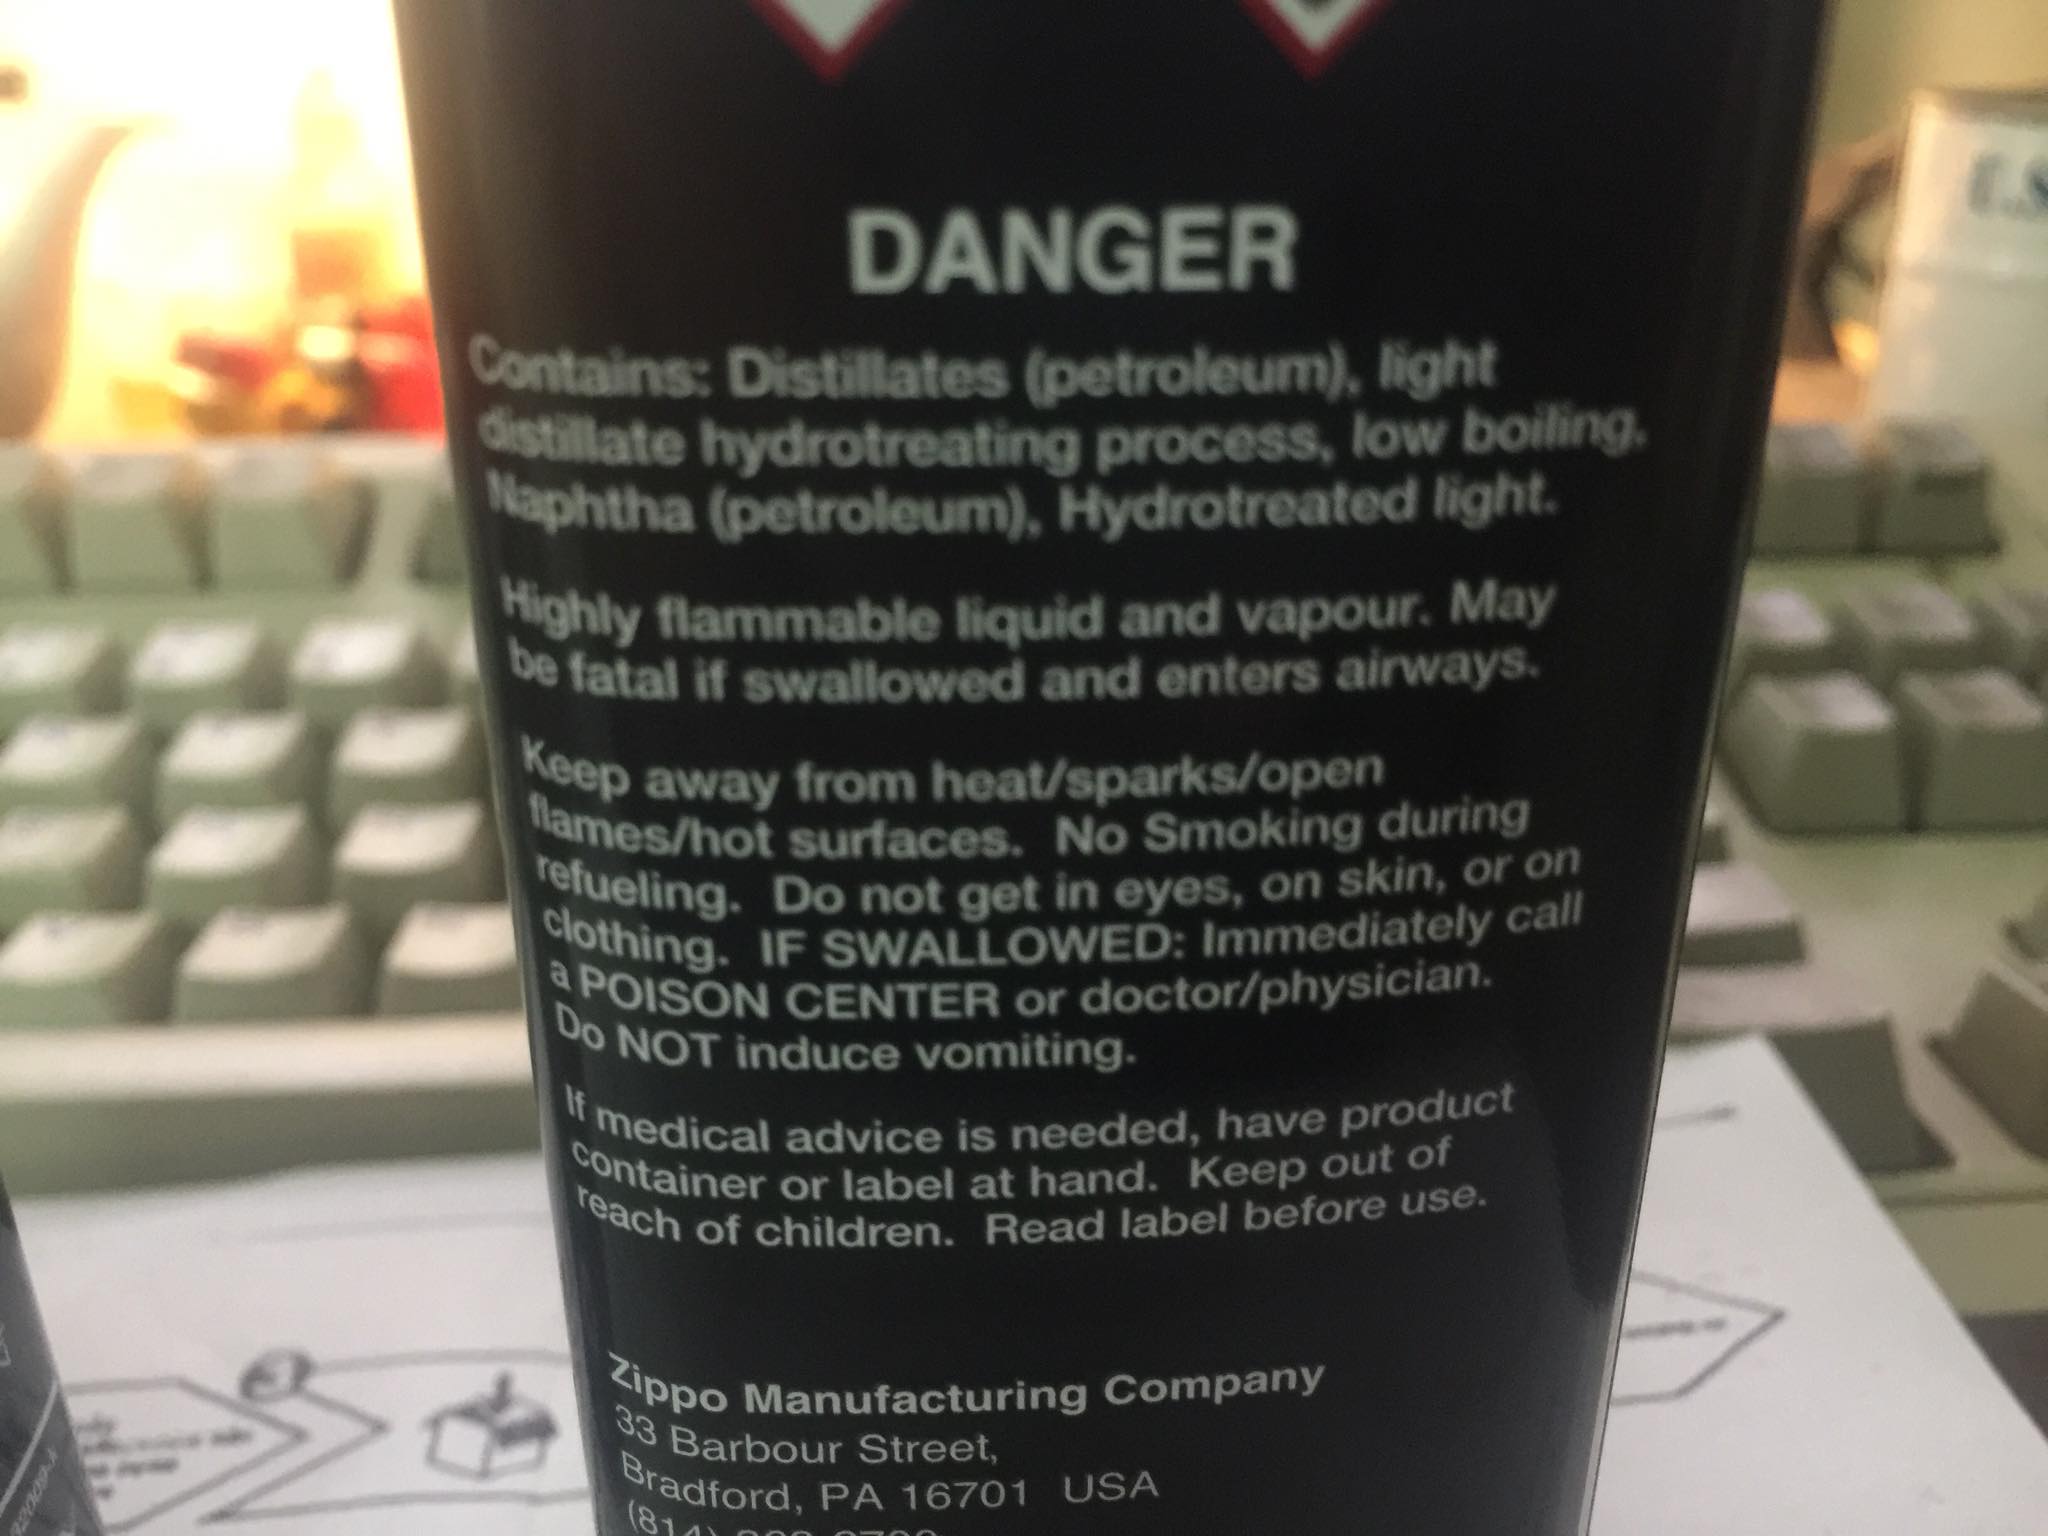 DANGER
Contains: Distillates (petroleum), light
distillate hydrotreating process, low boiling.
Naphtha (petroleum), Hydrotreated light.
Highly flammable liquid and vapour. May
be fatal if swallowed and enters airways.
Keep away from heat/sparks/open
flames/hot surfaces. No Smoking during
refueling. Do not get in eyes, on skin, or on
clothing. IF SWALLOWED: Immediately call
a POISON CENTER or doctor/physician.
Do NOT induce vomiting.
If medical advice is needed, have product
container or label at hand. Keep out of
reach of children. Read label before use.
Zippo Manufacturing Company
33 Barbour Street,
Bradford, PA 16701 USA
(814)